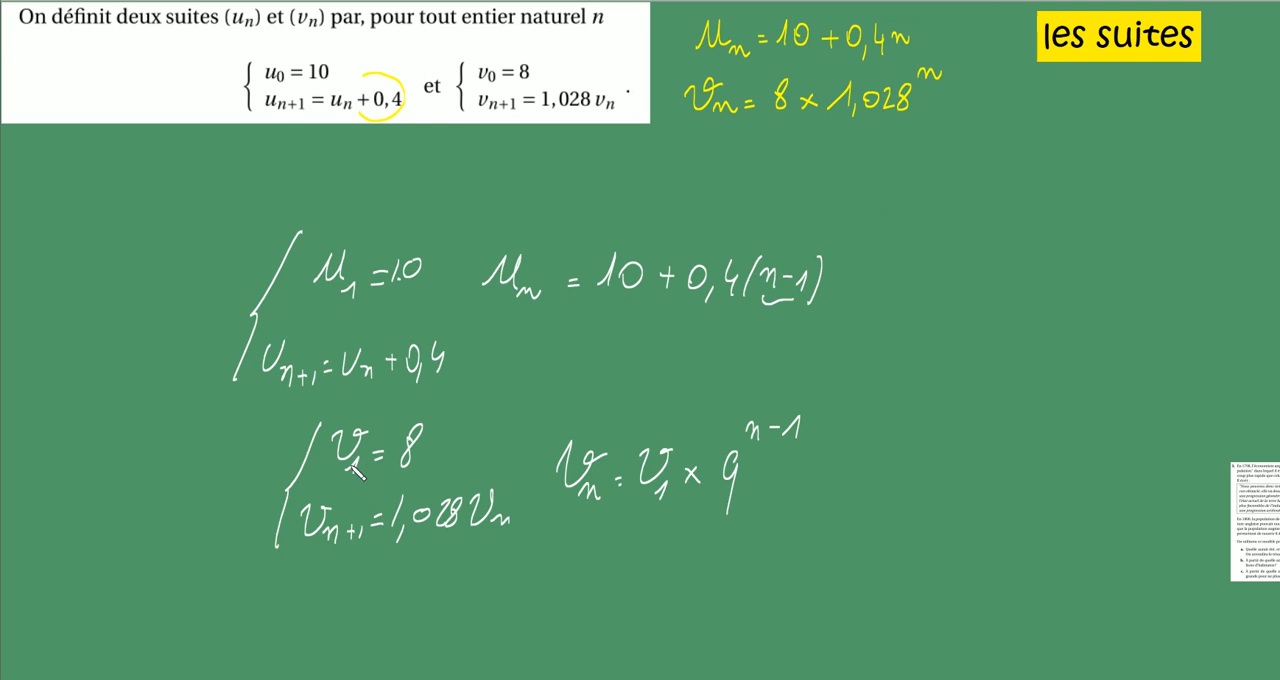 On définit deux suites (uₙ) et (vₙ) par, pour tout entier naturel n
{ u₀ = 10
uₙ₊₁ = uₙ + 0,4
et
{ v₀ = 8
vₙ₊₁ = 1,028 vₙ .
uₙ = 10 + 0,4n
vₙ = 8 × 1,028ⁿ
les suites
{ u₁ = 10
uₙ = 10 + 0,4(n-1)
uₙ₊₁ = uₙ + 0,4
{ v₁ = 8
vₙ = v₁ × qⁿ⁻¹
vₙ₊₁ = 1,028 vₙ